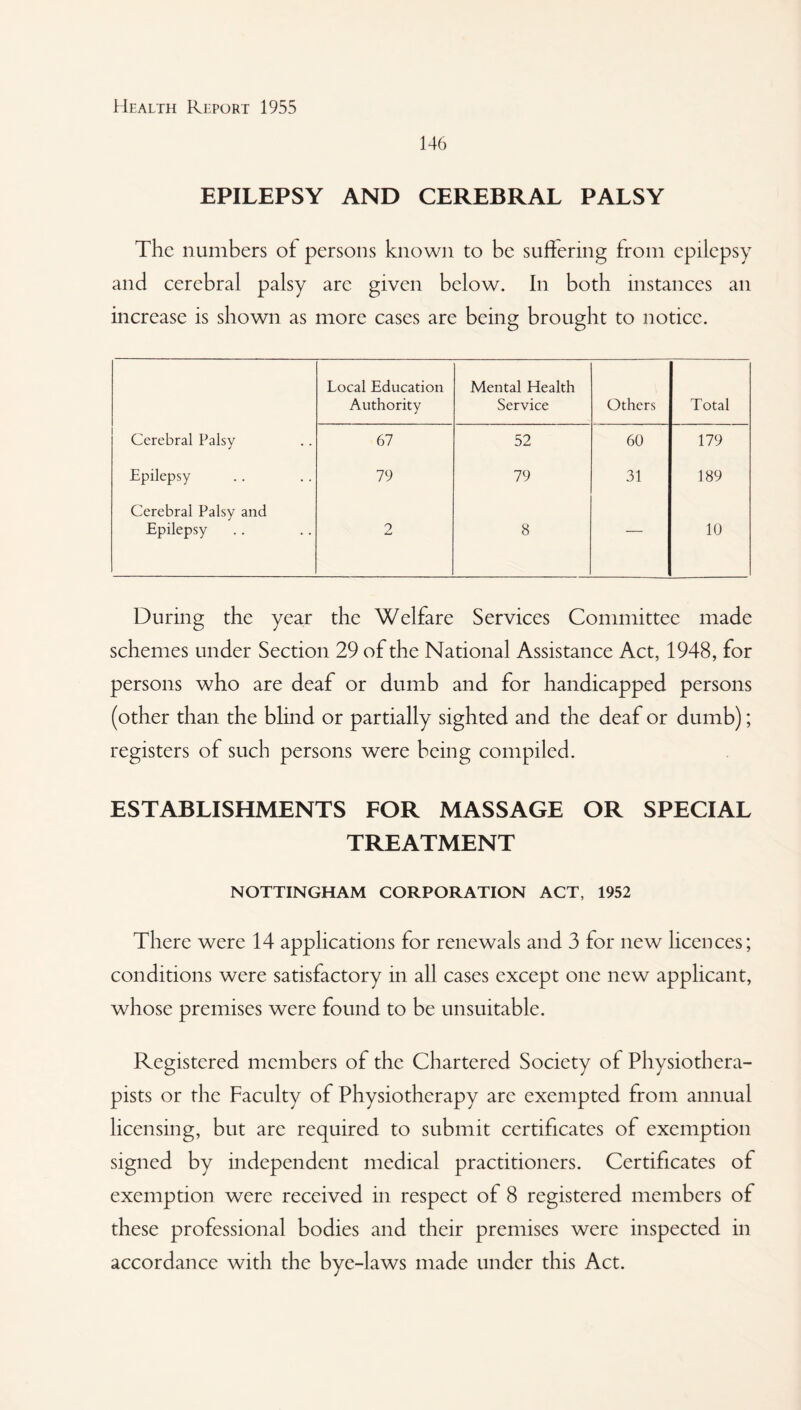 Health Report 1955
146
EPILEPSY AND CEREBRAL PALSY
The numbers of persons known to be suffering from epilepsy
and cerebral palsy are given below. In both instances an
increase is shown as more cases are being brought to notice.
Local Education Authority | Mental Health Service | Others | Total
Cerebral Palsy .. 67 52 60 179
Epilepsy .. .. 79 79 31 189
Cerebral Palsy and
Epilepsy .. .. 2 8 — 10
During the year the Welfare Services Committee made
schemes under Section 29 of the National Assistance Act, 1948, for
persons who are deaf or dumb and for handicapped persons
(other than the blind or partially sighted and the deaf or dumb);
registers of such persons were being compiled.
ESTABLISHMENTS FOR MASSAGE OR SPECIAL
TREATMENT
NOTTINGHAM CORPORATION ACT, 1952
There were 14 applications for renewals and 3 for new licences;
conditions were satisfactory in all cases except one new applicant,
whose premises were found to be unsuitable.
Registered members of the Chartered Society of Physiothera-
pists or the Faculty of Physiotherapy are exempted from annual
licensing, but are required to submit certificates of exemption
signed by independent medical practitioners. Certificates of
exemption were received in respect of 8 registered members of
these professional bodies and their premises were inspected in
accordance with the bye-laws made under this Act.